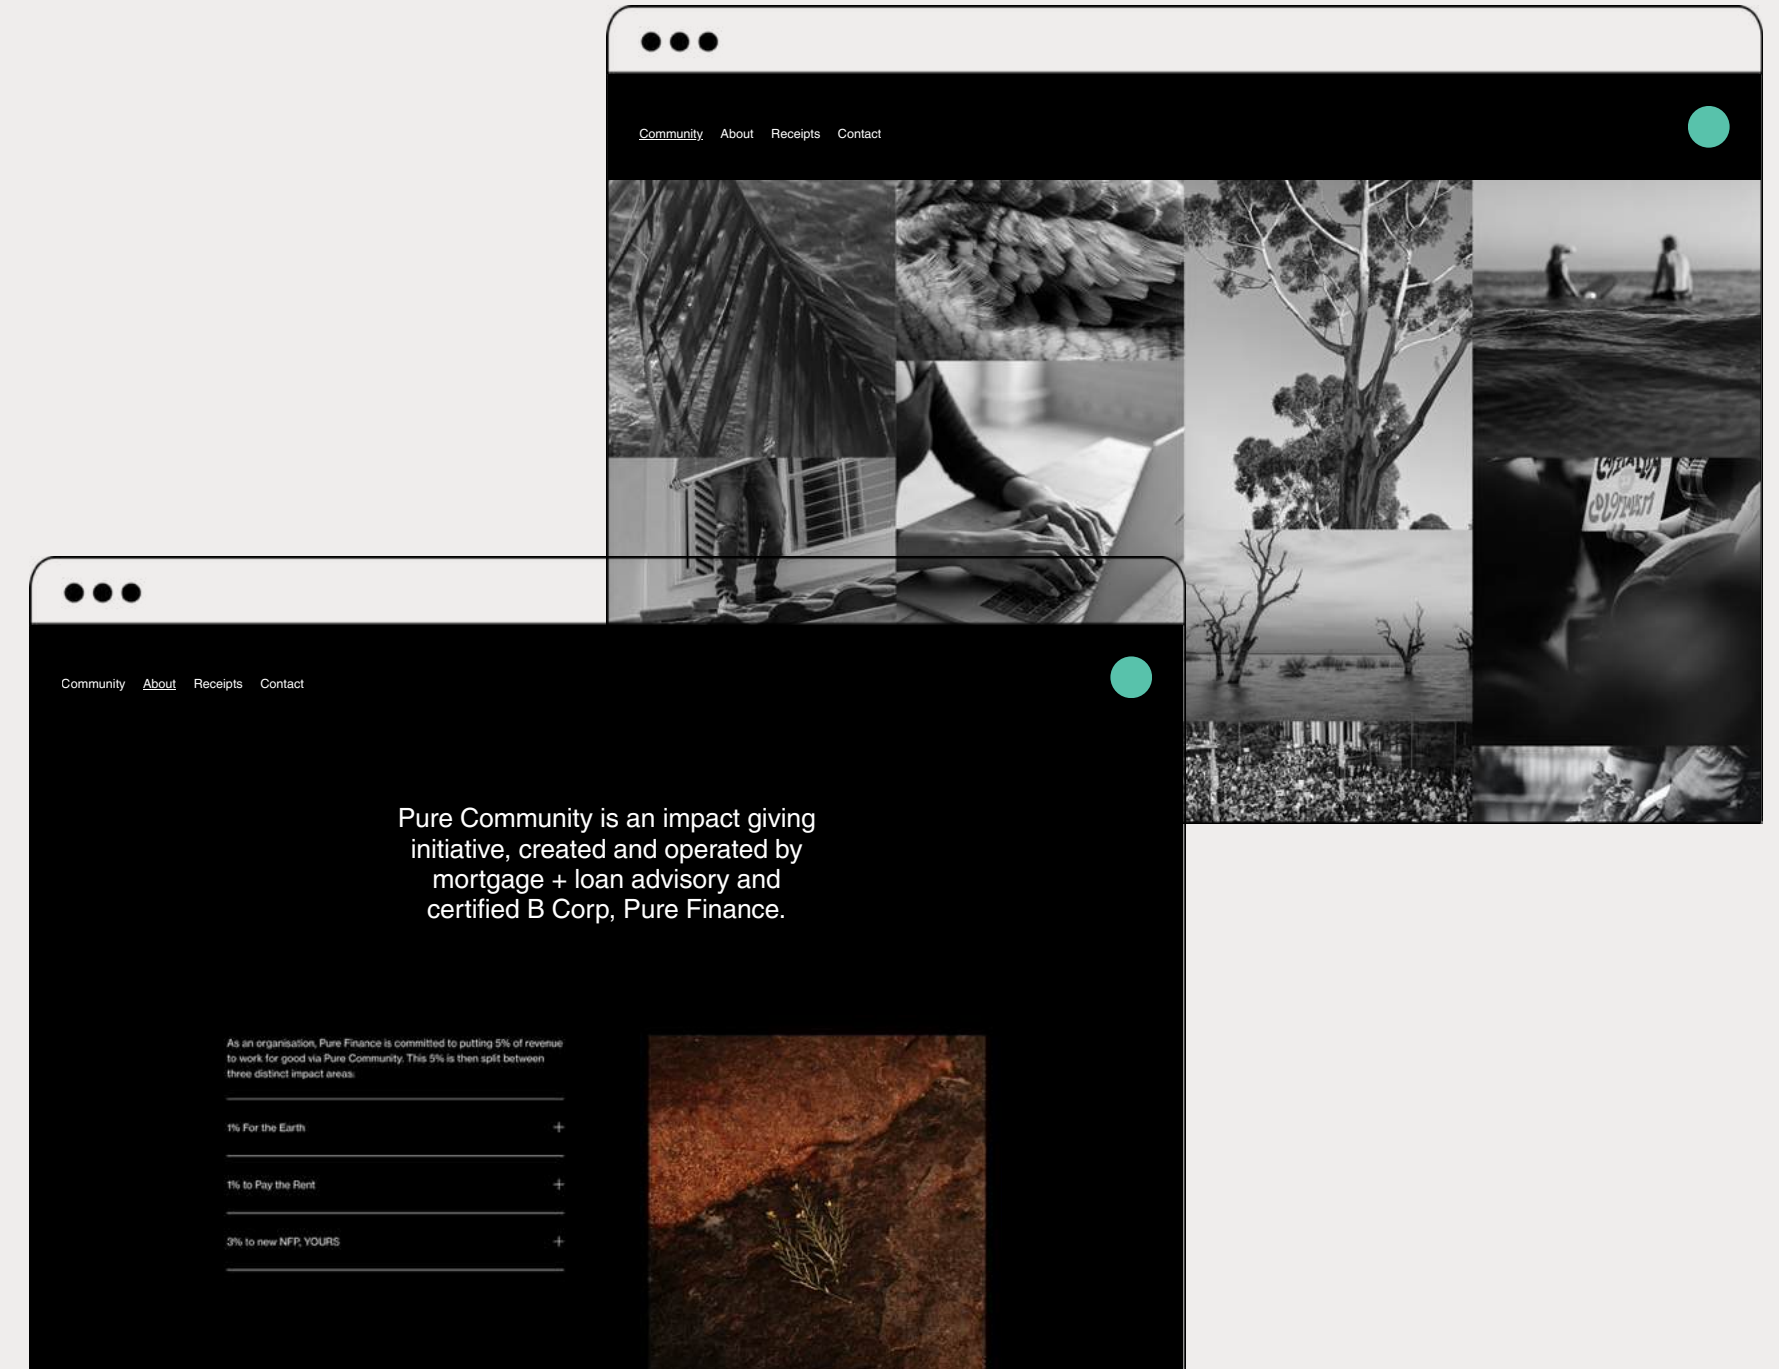 Community About Receipts Contact
COLONIALISM
Community About Receipts Contact
Pure Community is an impact giving
initiative, created and operated by
mortgage + loan advisory and
certified B Corp, Pure Finance.
As an organisation, Pure Finance is committed to putting 5% of revenue
to work for good via Pure Community. This 5% is then split between
three distinct impact areas:
1% For the Earth
1% to Pay the Rent
3% to new NFP, YOURS